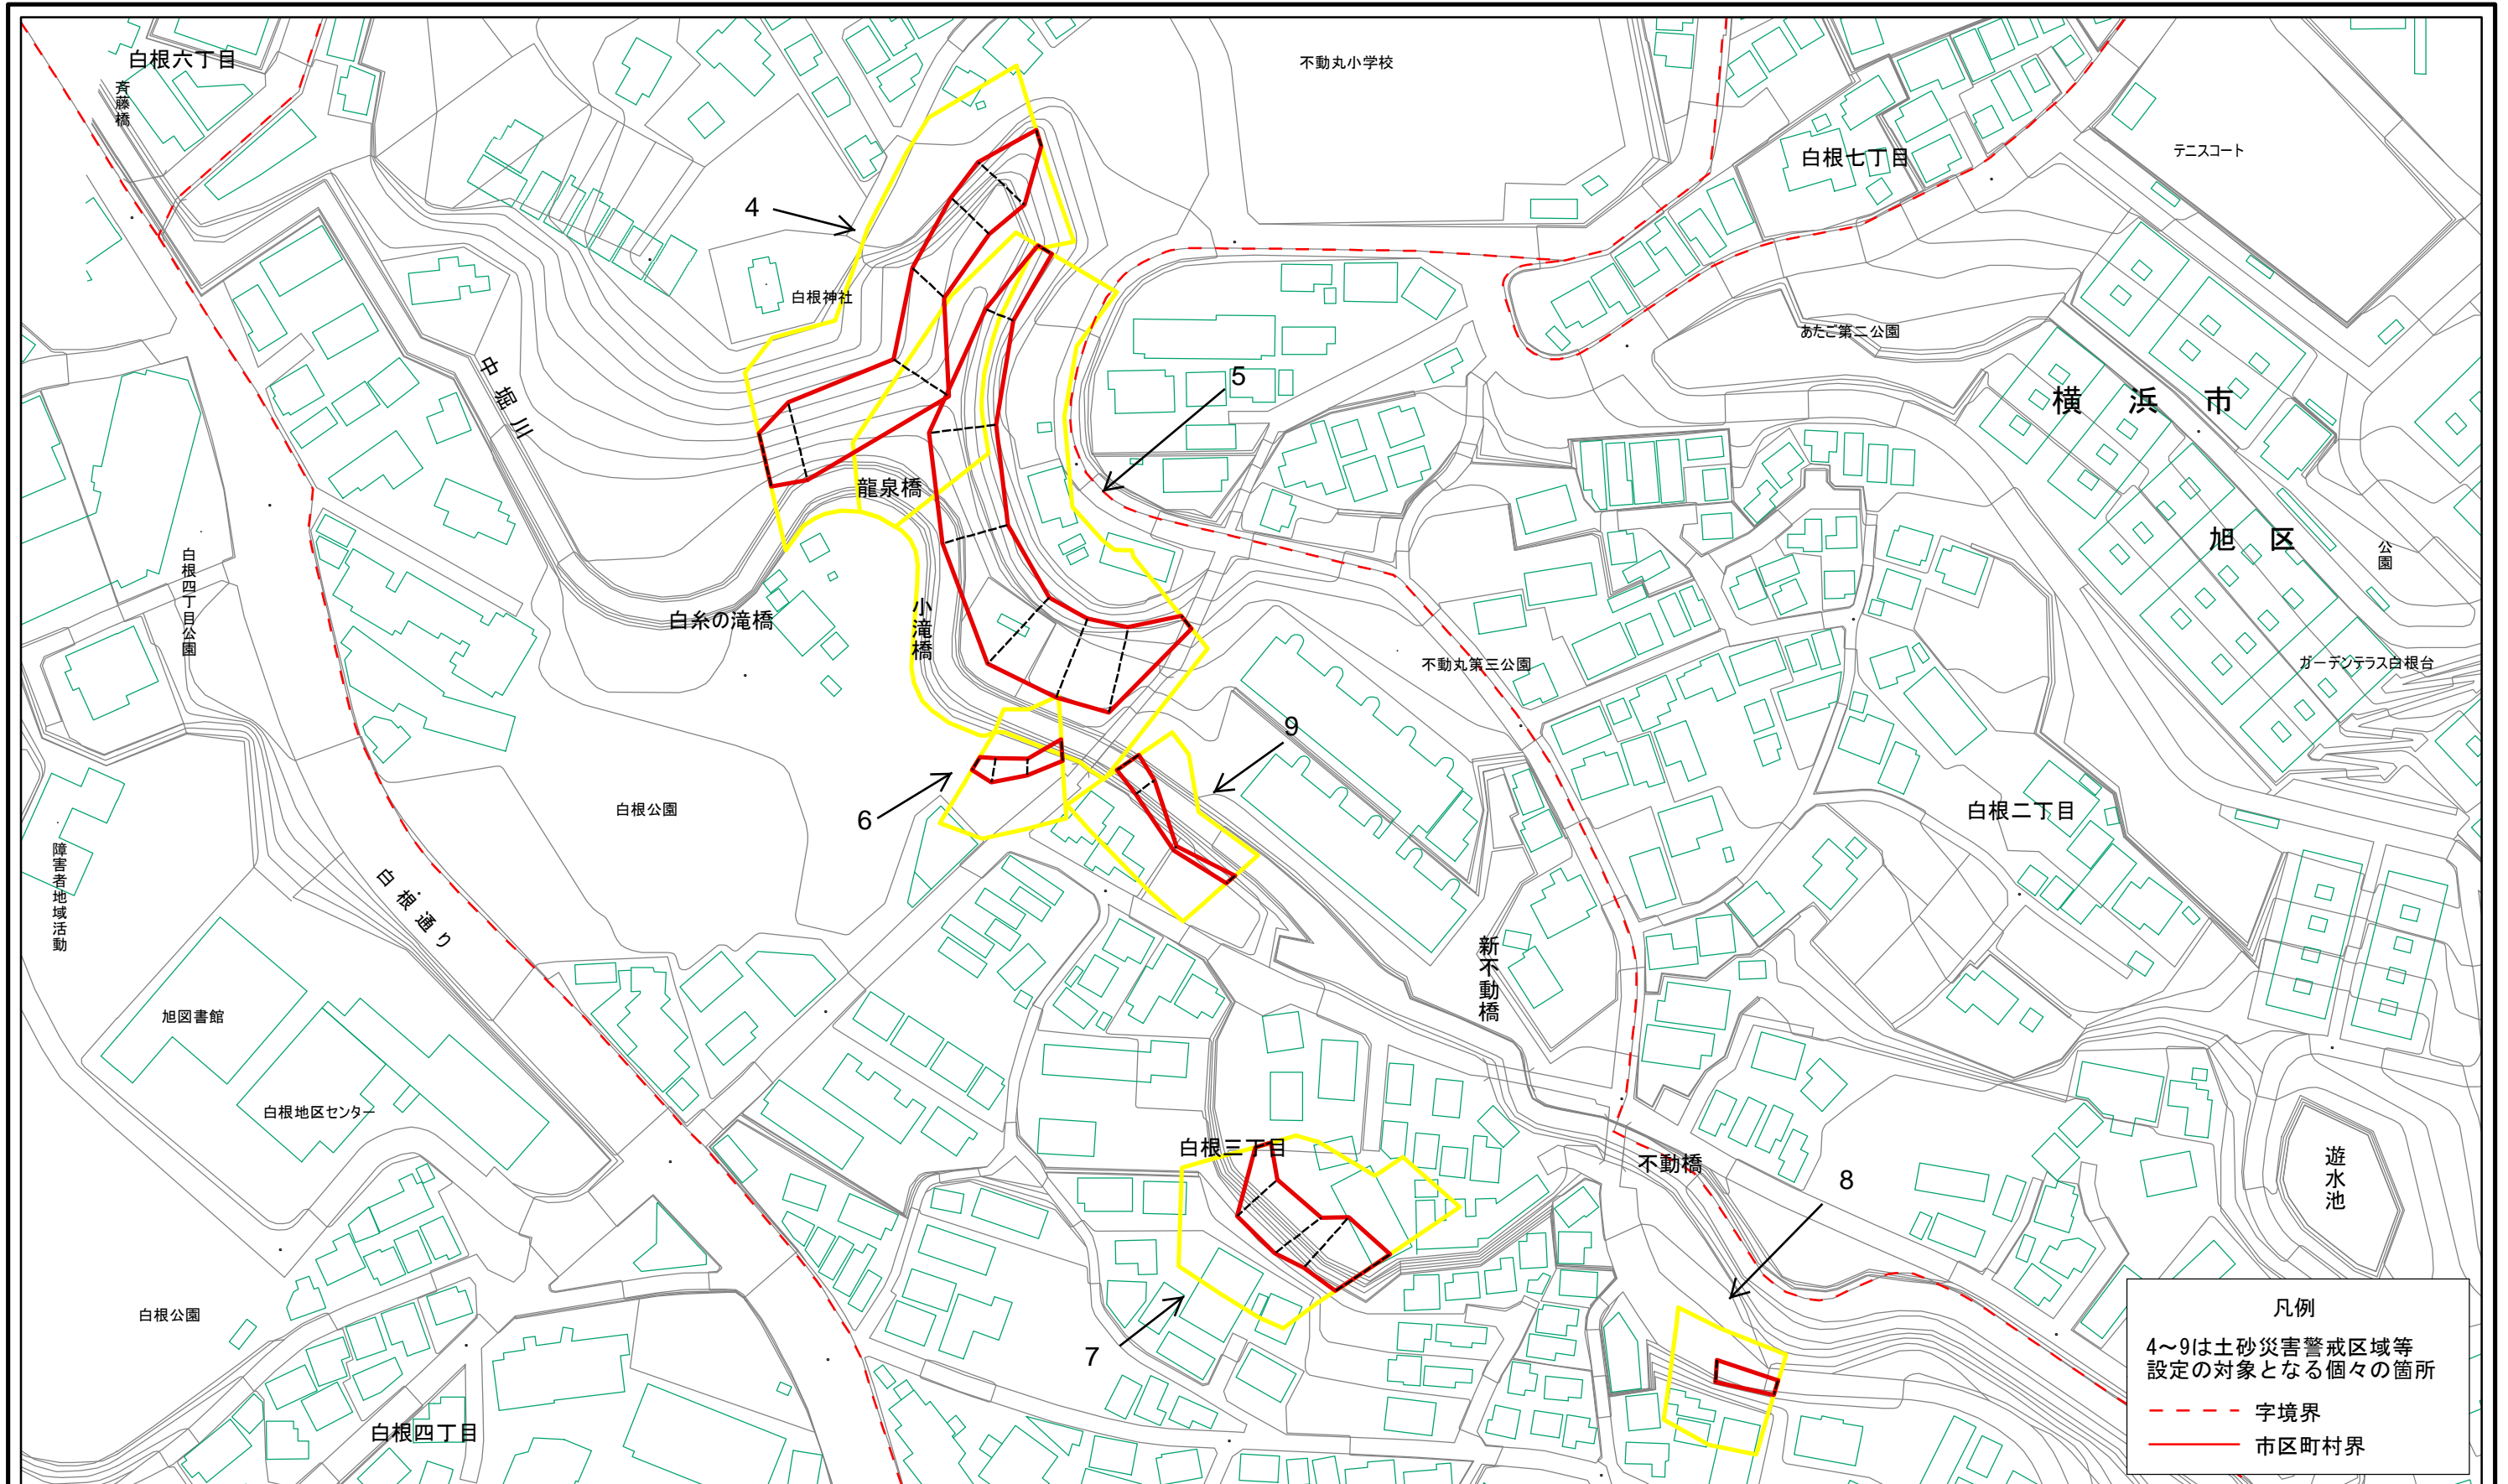 白根六丁目
斉藤橋
不動丸小学校
白根七丁目
テニスコート
4
白根神社
あたご第二公園
中堀川
5
横浜市
龍泉橋
旭区
公園
白根四丁目公園
白糸の滝橋
小滝橋
不動丸第三公園
ガーデンテラス白根台
9
6
白根公園
白根二丁目
障害者地域活動
白根通り
新不動橋
旭図書館
白根地区センター
白根三丁目
不動橋
8
遊水池
7
白根公園
白根四丁目
凡例
4～9は土砂災害警戒区域等
設定の対象となる個々の箇所
字境界
市区町村界